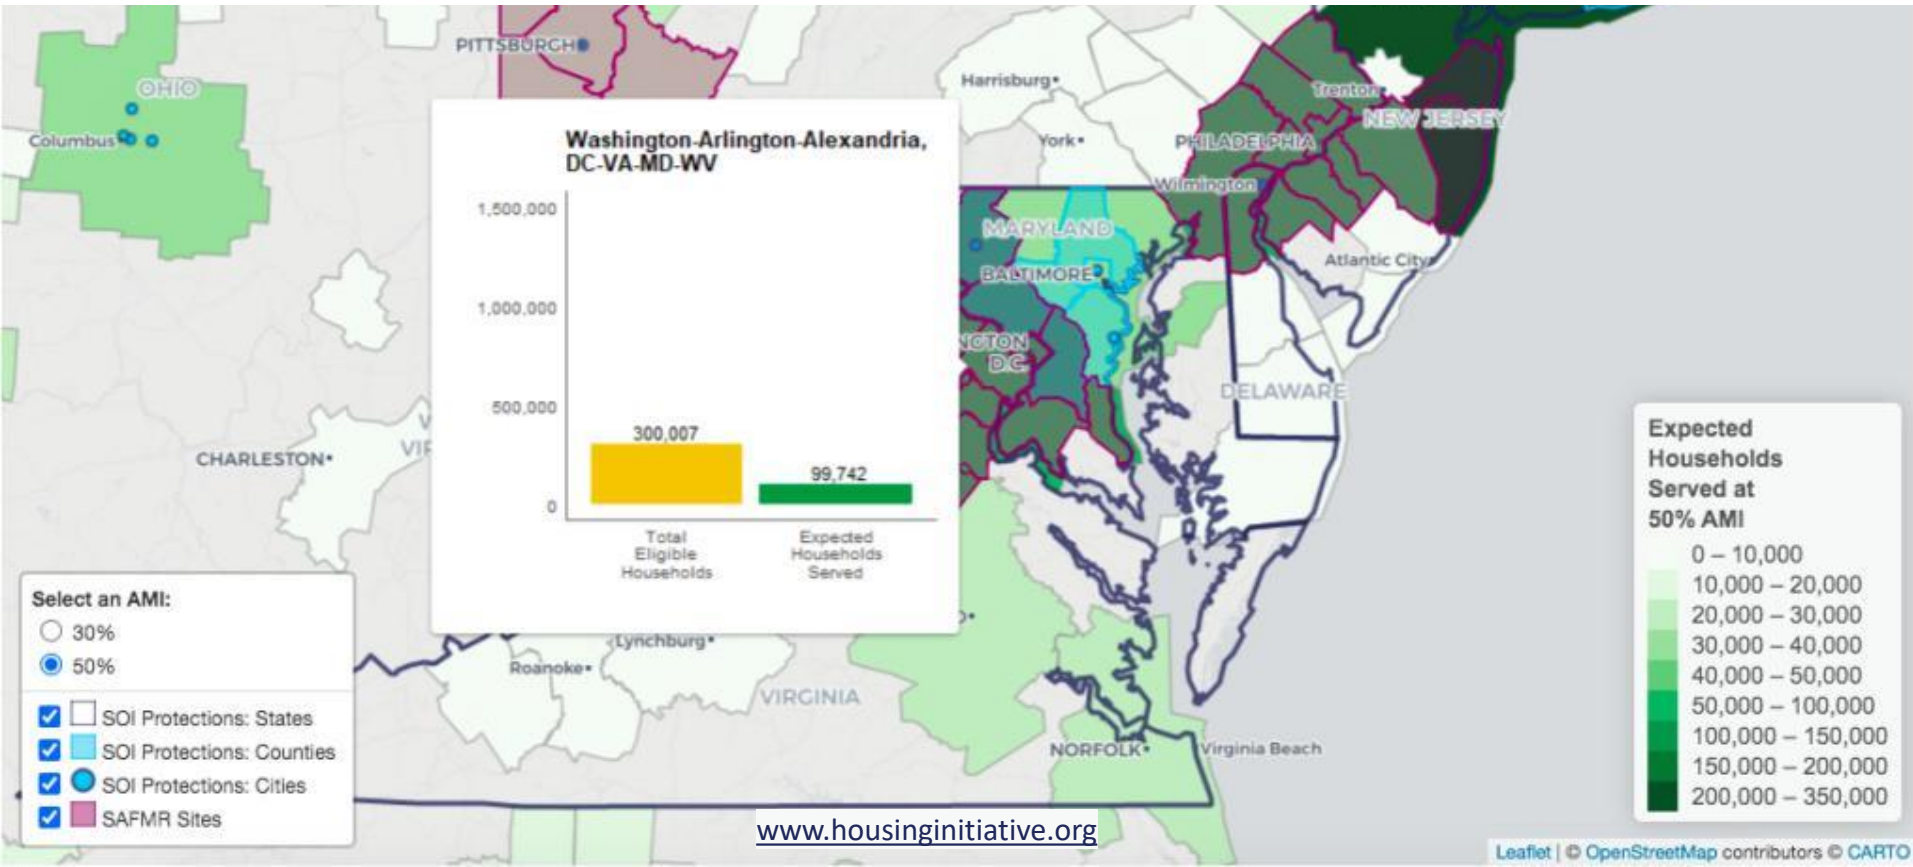 PITTSBURGH
OHIO
Columbus
Harrisburg
York
Trenton
NEW JERSEY
PHILADELPHIA
Wilmington
MARYLAND
BALTIMORE
Atlantic City
NGTON
D.C.
DELAWARE
CHARLESTON
V
VIR
Washington-Arlington-Alexandria,
DC-VA-MD-WV
1,500,000
1,000,000
500,000
0
300,007
99,742
Total
Eligible
Households
Expected
Households
Served
Lynchburg
Roanoke
VIRGINIA
NORFOLK
Virginia Beach
Select an AMI:
30%
50%
SOI Protections: States
SOI Protections: Counties
SOI Protections: Cities
SAFMR Sites
Expected
Households
Served at
50% AMI
0 – 10,000
10,000 – 20,000
20,000 – 30,000
30,000 – 40,000
40,000 – 50,000
50,000 – 100,000
100,000 – 150,000
150,000 – 200,000
200,000 – 350,000
www.housinginitiative.org
Leaflet | © OpenStreetMap contributors © CARTO